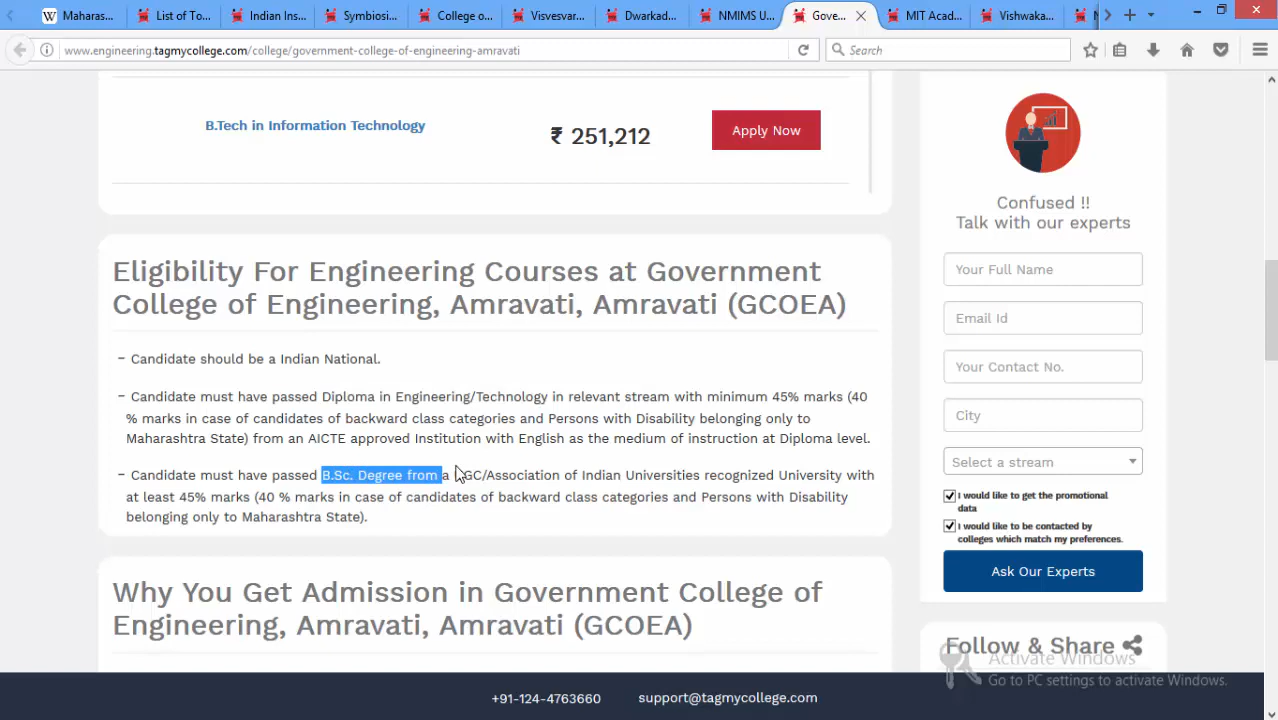 Maharas...
List of To...
Indian Ins...
Symbiosi...
College o...
Visvesvar...
Dwarkad...
NMIMS U...
Gove...
MIT Acad...
Vishwaka...
www.engineering.tagmycollege.com/college/government-college-of-engineering-amravati
Search
B.Tech in Information Technology
₹ 251,212
Apply Now
Eligibility For Engineering Courses at Government
College of Engineering, Amravati, Amravati (GCOEA)
– Candidate should be a Indian National.
– Candidate must have passed Diploma in Engineering/Technology in relevant stream with minimum 45% marks (40
% marks in case of candidates of backward class categories and Persons with Disability belonging only to
Maharashtra State) from an AICTE approved Institution with English as the medium of instruction at Diploma level.
– Candidate must have passed B.Sc. Degree from a UGC/Association of Indian Universities recognized University with
at least 45% marks (40 % marks in case of candidates of backward class categories and Persons with Disability
belonging only to Maharashtra State).
Why You Get Admission in Government College of
Engineering, Amravati, Amravati (GCOEA)
Confused !!
Talk with our experts
Your Full Name
Email Id
Your Contact No.
City
Select a stream
I would like to get the promotional
data
I would like to be contacted by
colleges which match my preferences.
Ask Our Experts
Follow & Share
Activate Windows
Go to PC settings to activate Windows.
+91-124-4763660
support@tagmycollege.com